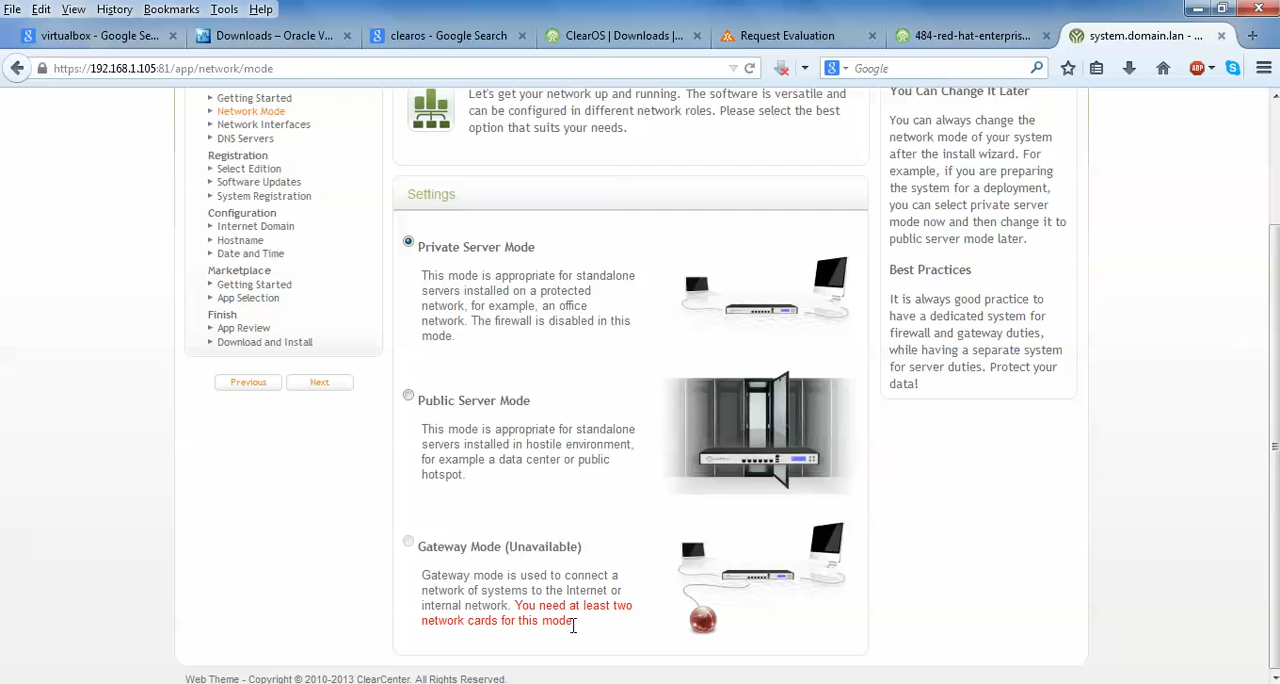 File Edit View History Bookmarks Tools Help
virtualbox - Google Se...
Downloads – Oracle V...
clearos - Google Search
ClearOS | Downloads |...
Request Evaluation
484-red-hat-enterpris...
system.domain.lan - ...
https://192.168.1.105:81/app/network/mode
Google
Getting Started
Network Mode
Network Interfaces
DNS Servers
Registration
Select Edition
Software Updates
System Registration
Configuration
Internet Domain
Hostname
Date and Time
Marketplace
Getting Started
App Selection
Finish
App Review
Download and Install
Previous
Next
Let's get your network up and running. The software is versatile and
can be configured in different network roles. Please select the best
option that suits your needs.
Settings
Private Server Mode
This mode is appropriate for standalone
servers installed on a protected
network, for example, an office
network. The firewall is disabled in this
mode.
Public Server Mode
This mode is appropriate for standalone
servers installed in hostile environment,
for example a data center or public
hotspot.
Gateway Mode (Unavailable)
Gateway mode is used to connect a
network of systems to the Internet or
internal network. You need at least two
network cards for this mode.
You Can Change It Later
You can always change the
network mode of your system
after the install wizard. For
example, if you are preparing
the system for a deployment,
you can select private server
mode now and then change it to
public server mode later.
Best Practices
It is always good practice to
have a dedicated system for
firewall and gateway duties,
while having a separate system
for server duties. Protect your
data!
Web Theme - Copyright © 2010-2013 ClearCenter. All Rights Reserved.